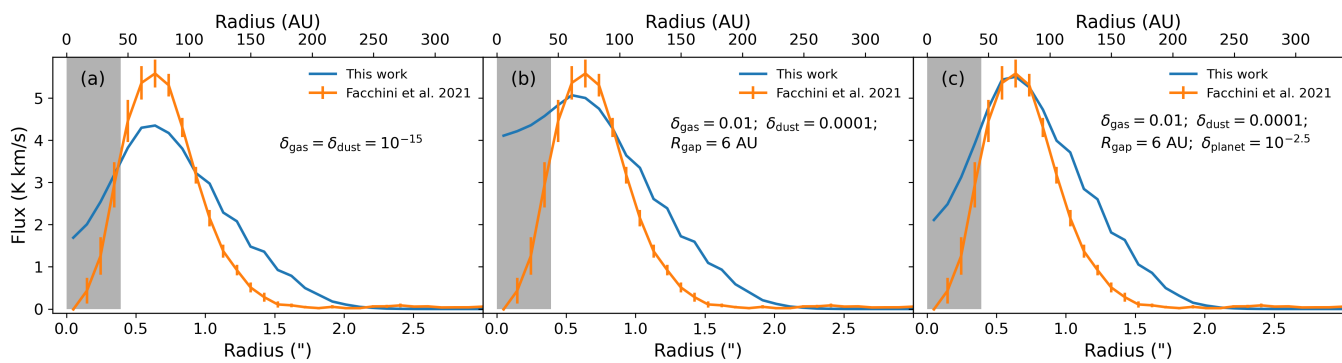 Radius (AU)
0 50 100 150 200 250 300
Radius (AU)
0 50 100 150 200 250 300
Radius (AU)
0 50 100 150 200 250 300
Flux (K km/s)
5
4
3
2
1
0
(a)
This work
Facchini et al. 2021
δgas = δdust = 10⁻¹⁵
(b)
This work
Facchini et al. 2021
δgas = 0.01; δdust = 0.0001;
Rgap = 6 AU
(c)
This work
Facchini et al. 2021
δgas = 0.01; δdust = 0.0001;
Rgap = 6 AU; δplanet = 10⁻²·⁵
0.0 0.5 1.0 1.5 2.0 2.5
Radius (")
0.0 0.5 1.0 1.5 2.0 2.5
Radius (")
0.0 0.5 1.0 1.5 2.0 2.5
Radius (")